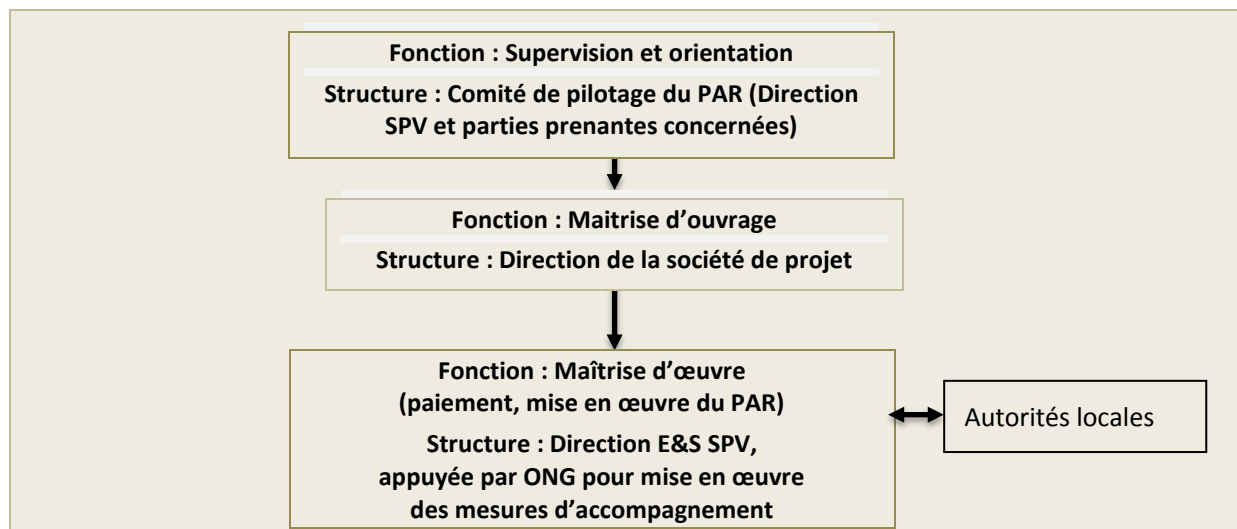 Fonction : Supervision et orientation
Structure : Comité de pilotage du PAR (Direction
SPV et parties prenantes concernées)
Fonction : Maitrise d’ouvrage
Structure : Direction de la société de projet
Fonction : Maîtrise d’œuvre
(paiement, mise en œuvre du PAR)
Structure : Direction E&S SPV,
appuyée par ONG pour mise en œuvre
des mesures d’accompagnement
Autorités locales